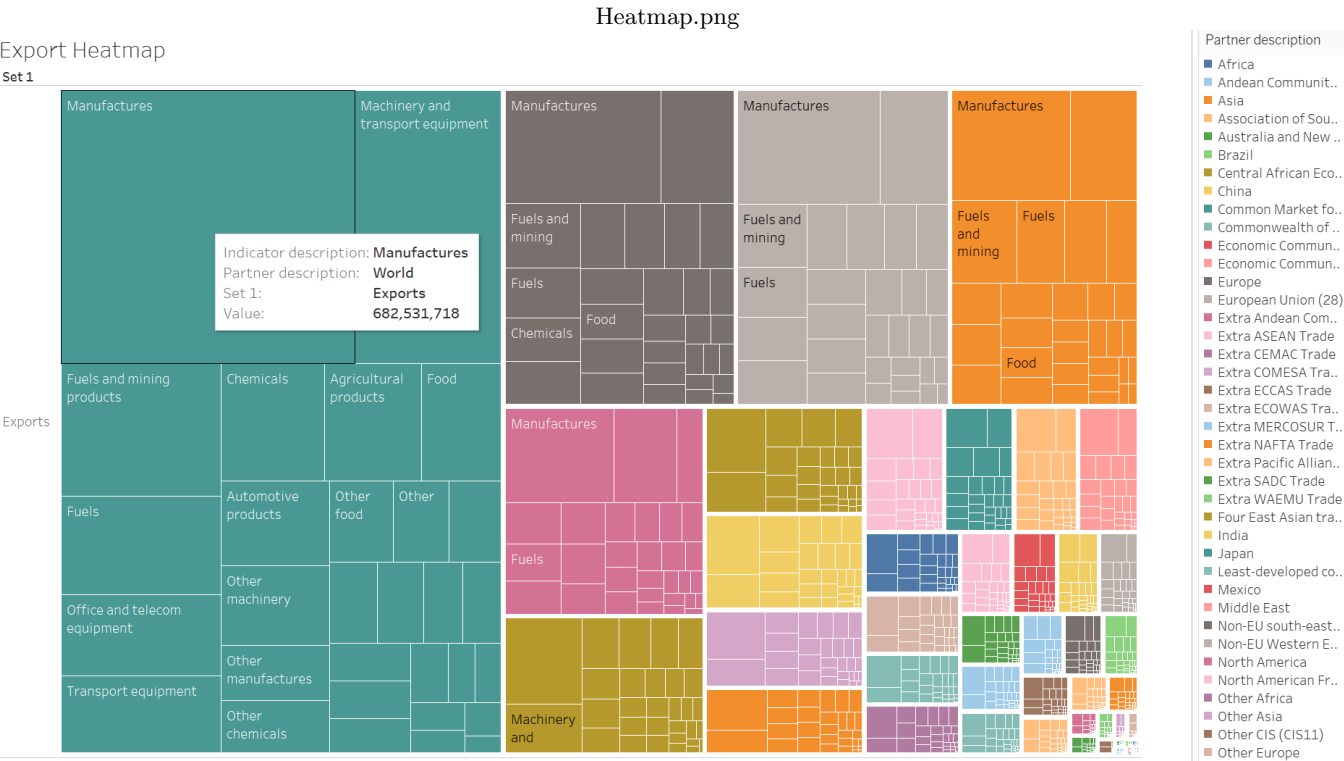 Heatmap.png
Export Heatmap
Set 1
Exports
Manufactures
Machinery and
transport equipment
Indicator description: Manufactures
Partner description: World
Set 1: Exports
Value: 682,531,718
Fuels and mining
products
Chemicals
Agricultural
products
Food
Fuels
Automotive
products
Other
food
Other
Other
machinery
Office and telecom
equipment
Other
manufactures
Transport equipment
Other
chemicals
Manufactures
Fuels and
mining
Fuels
Chemicals
Food
Manufactures
Fuels and
mining
Fuels
Manufactures
Fuels
and
mining
Fuels
Food
Manufactures
Fuels
Machinery
and
Partner description
Africa
Andean Communit..
Asia
Association of Sou..
Australia and New ..
Brazil
Central African Eco..
China
Common Market fo..
Commonwealth of ..
Economic Commun..
Economic Commun..
Europe
European Union (28)
Extra Andean Com..
Extra ASEAN Trade
Extra CEMAC Trade
Extra COMESA Tra..
Extra ECCAS Trade
Extra ECOWAS Tra..
Extra MERCOSUR T..
Extra NAFTA Trade
Extra Pacific Allian..
Extra SADC Trade
Extra WAEMU Trade
Four East Asian tra..
India
Japan
Least-developed co..
Mexico
Middle East
Non-EU south-east..
Non-EU Western E..
North America
North American Fr..
Other Africa
Other Asia
Other CIS (CIS11)
Other Europe